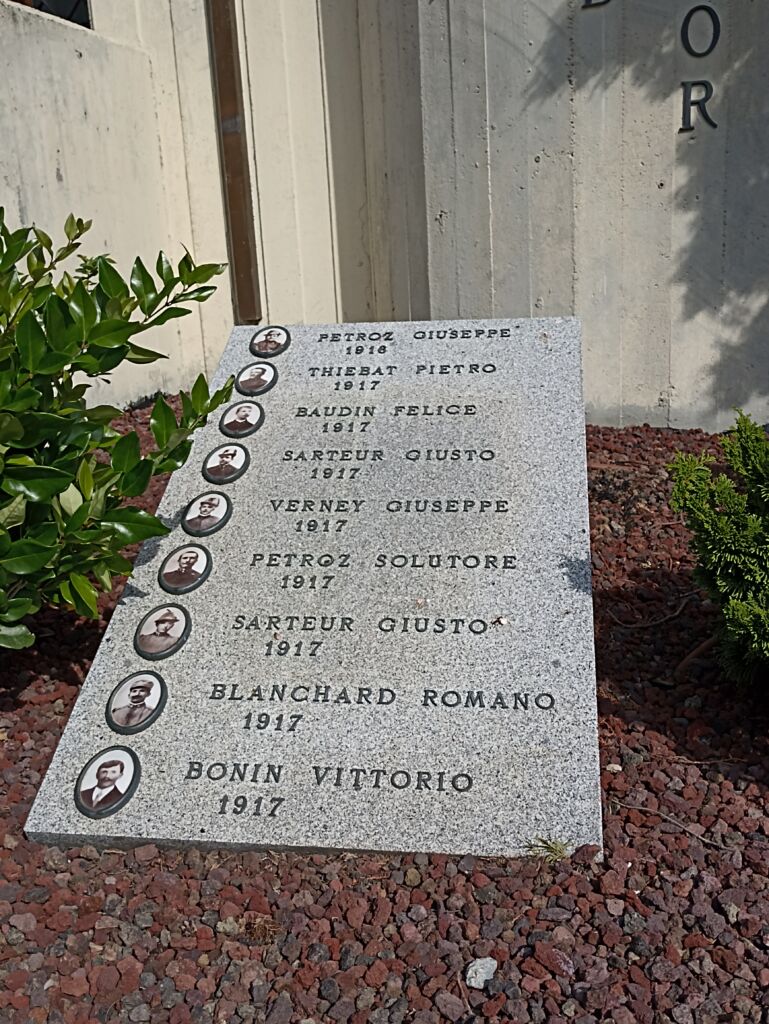 O
R
PETROZ GIUSEPPE
1916
THIEBAT PIETRO
1917
BAUDIN FELICE
1917
SARTEUR GIUSTO
1917
VERNEY GIUSEPPE
1917
PETROZ SOLUTORE
1917
SARTEUR GIUSTO
1917
BLANCHARD ROMANO
1917
BONIN VITTORIO
1917